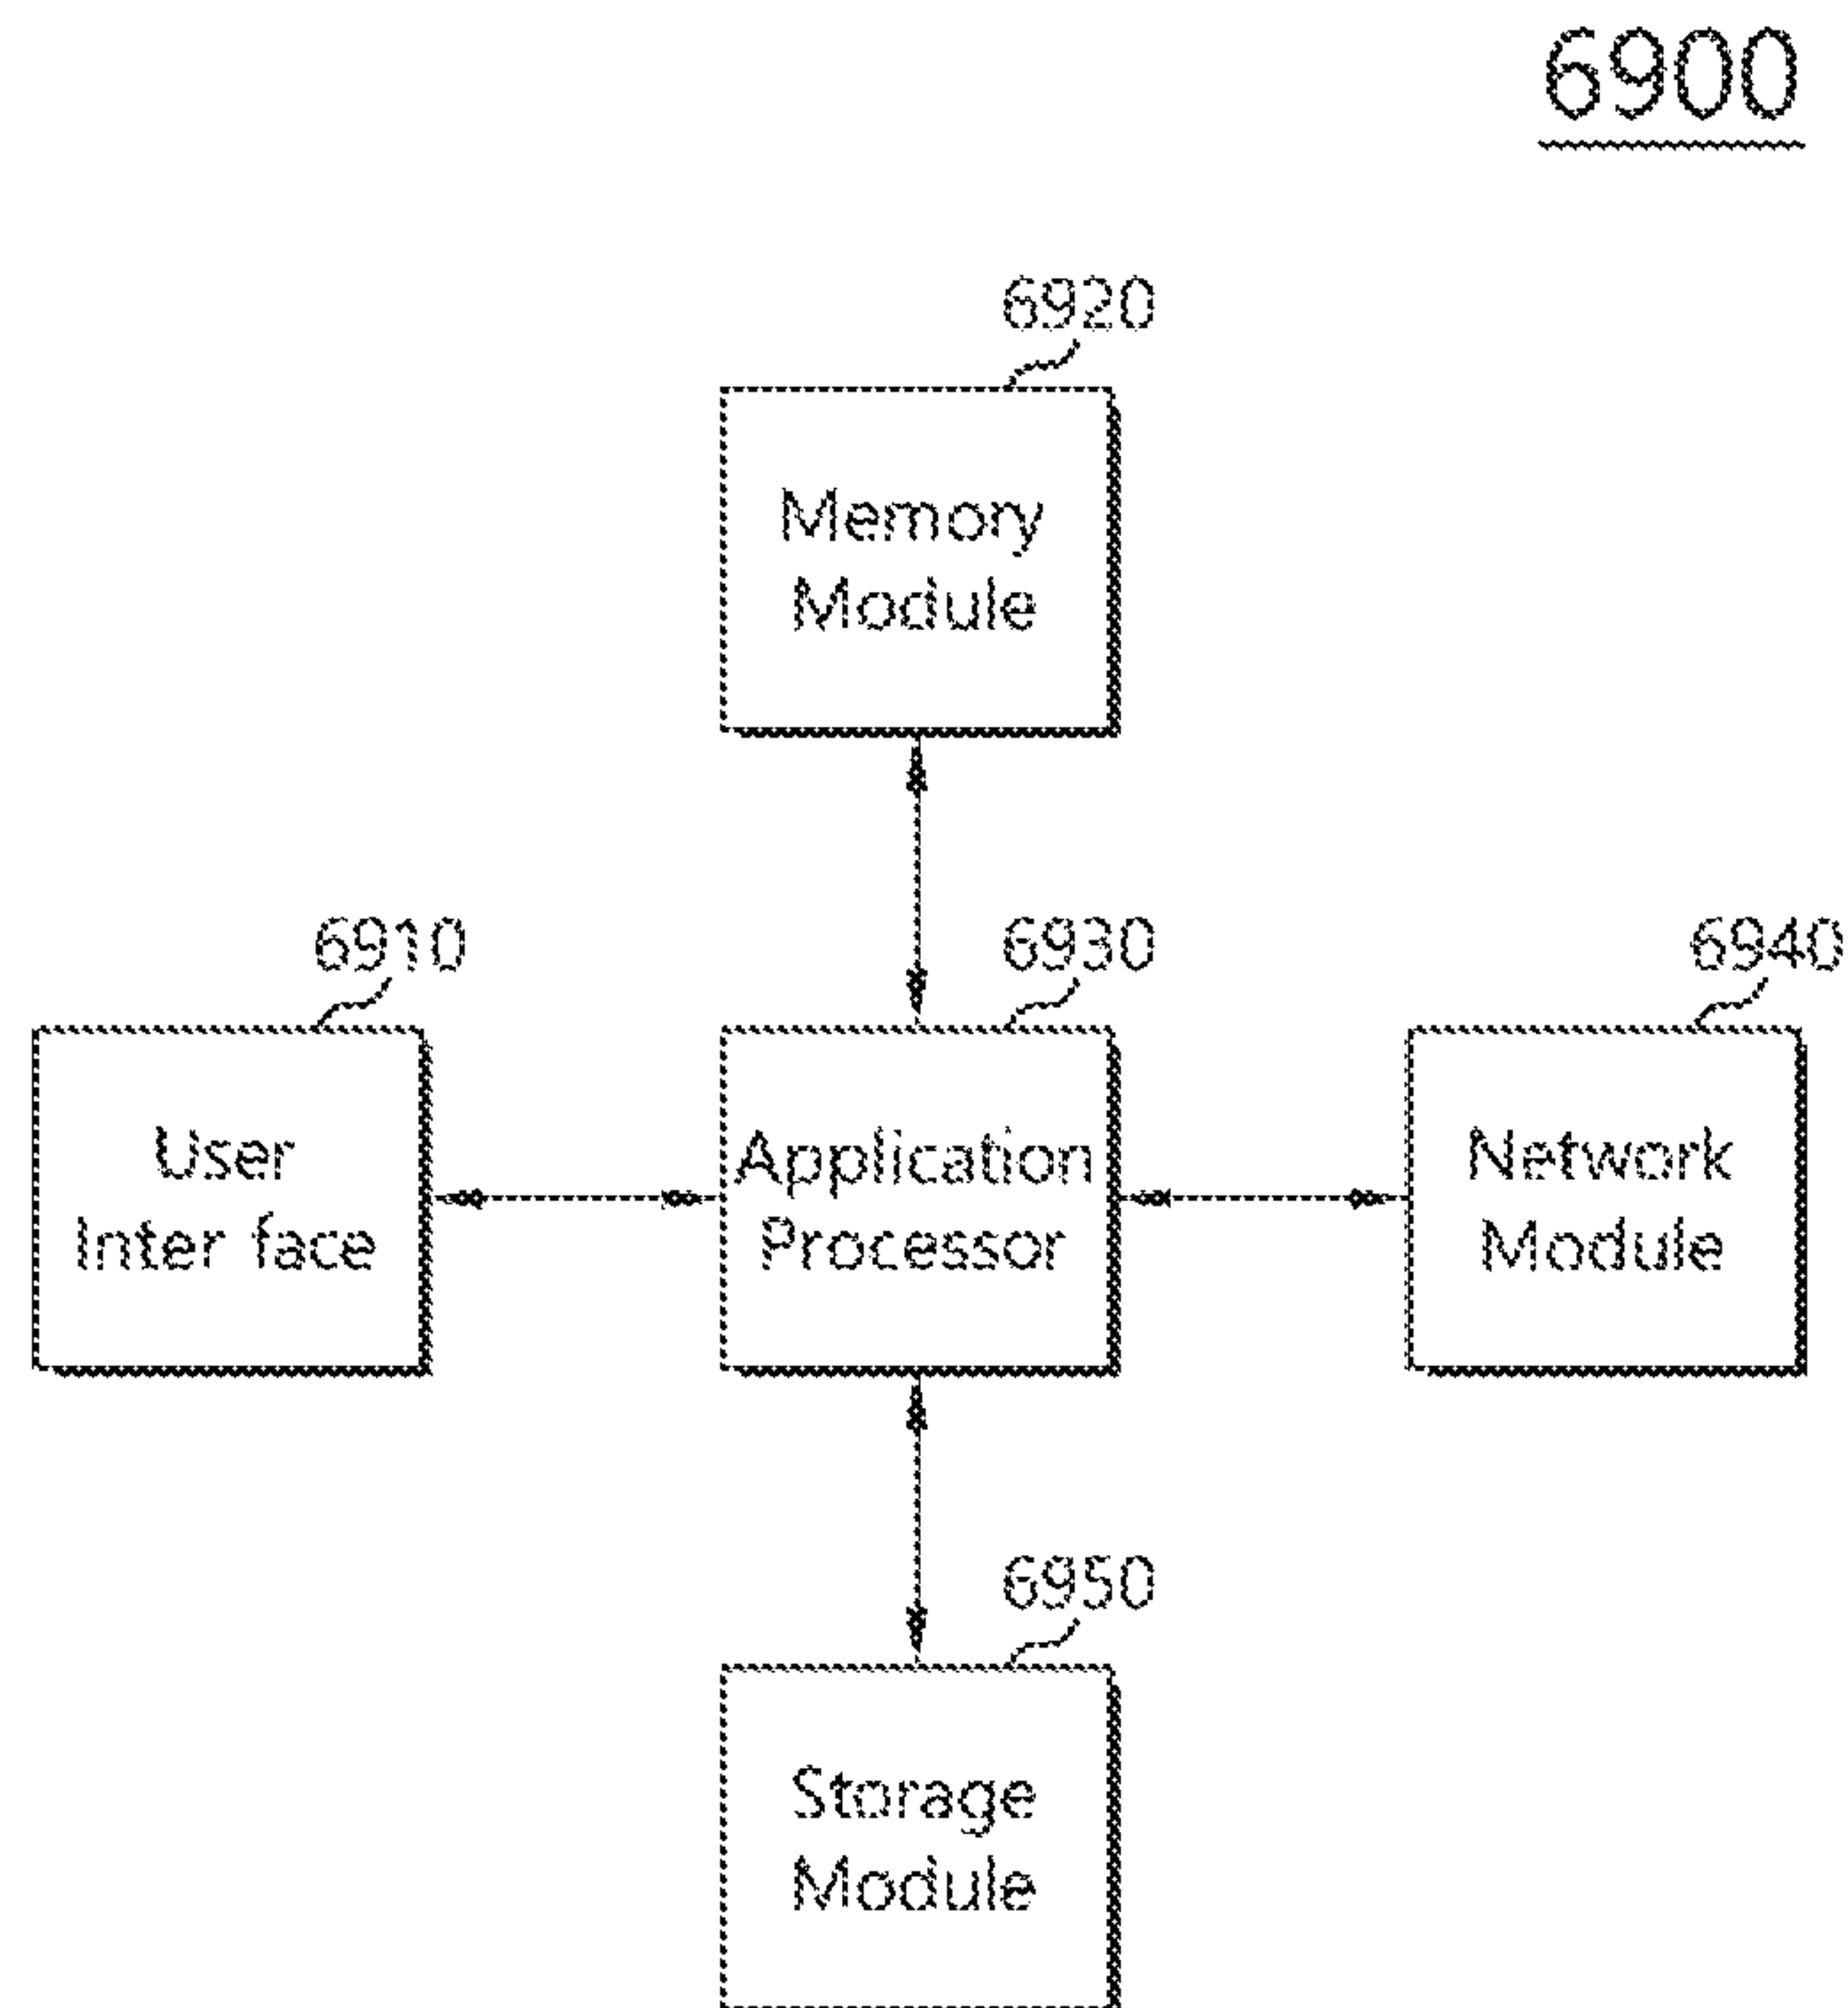 6900
6920
Memory
Module
6910
6930
6940
User
Inter face
Application
Processor
Network
Module
6950
Storage
Module